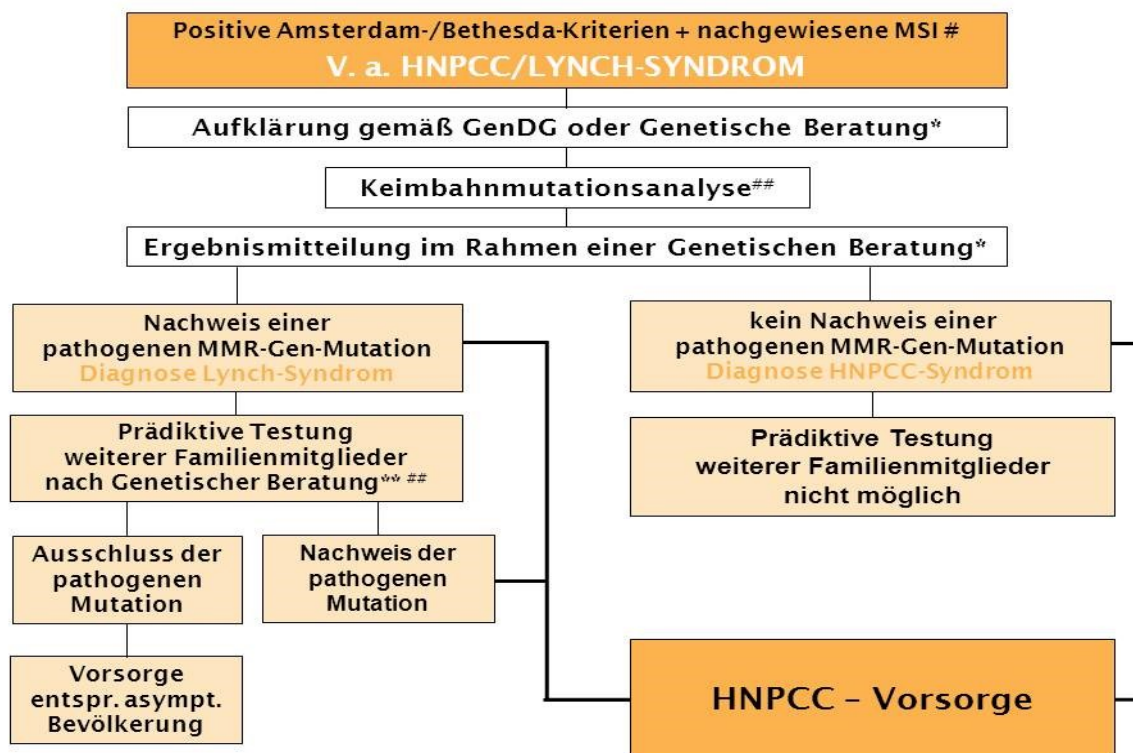 Positive Amsterdam-/Bethesda-Kriterien + nachgewiesene MSI #
V. a. HNPCC/LYNCH-SYNDROM
Aufklärung gemäß GenDG oder Genetische Beratung*
Keimbahnmutationsanalyse##
Ergebnismitteilung im Rahmen einer Genetischen Beratung*
Nachweis einer
pathogenen MMR-Gen-Mutation
Diagnose Lynch-Syndrom
kein Nachweis einer
pathogenen MMR-Gen-Mutation
Diagnose HNPCC-Syndrom
Prädiktive Testung
weiterer Familienmitglieder
nach Genetischer Beratung** ##
Prädiktive Testung
weiterer Familienmitglieder
nicht möglich
Ausschluss der
pathogenen
Mutation
Nachweis der
pathogenen
Mutation
Vorsorge
entspr. asympt.
Bevölkerung
HNPCC – Vorsorge